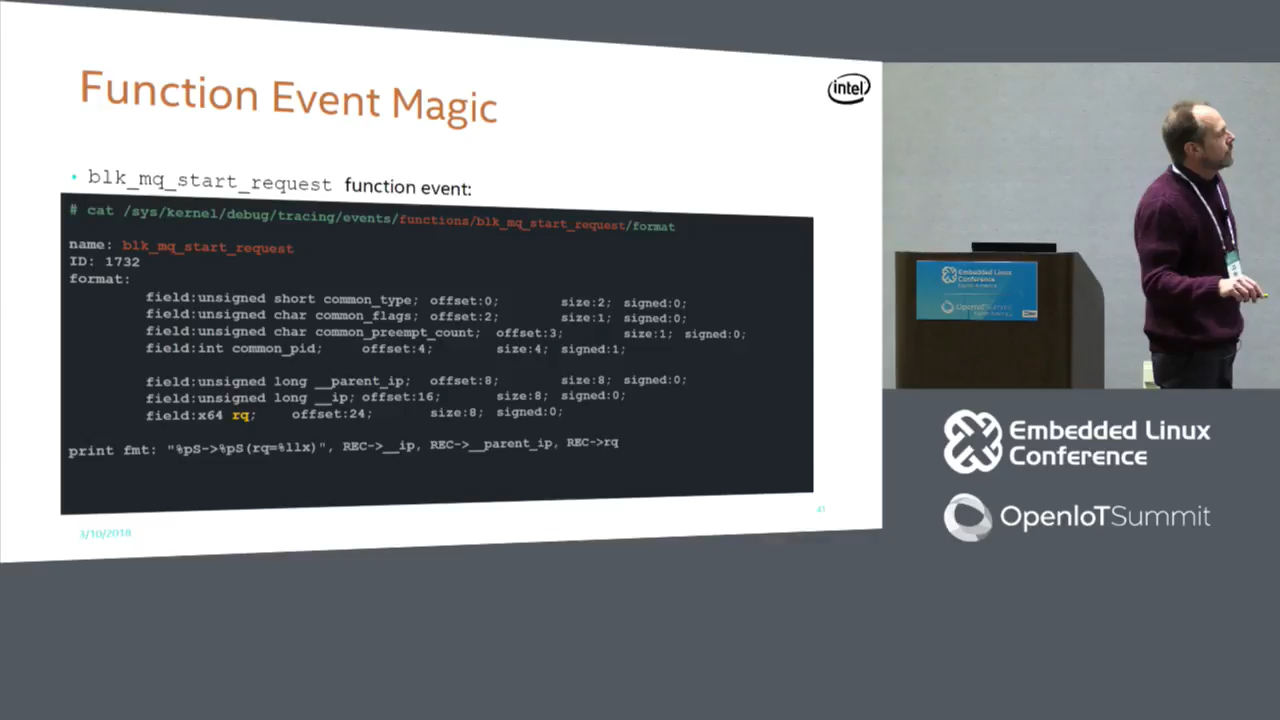 Function Event Magic
intel
• blk_mq_start_request function event:
# cat /sys/kernel/debug/tracing/events/functions/blk_mq_start_request/format
name: blk_mq_start_request
ID: 1732
format:
field:unsigned short common_type; offset:0; size:2; signed:0;
field:unsigned char common_flags; offset:2; size:1; signed:0;
field:unsigned char common_preempt_count; offset:3; size:1; signed:0;
field:int common_pid; offset:4; size:4; signed:1;
field:unsigned long __parent_ip; offset:8; size:8; signed:0;
field:unsigned long __ip; offset:16; size:8; signed:0;
field:x64 rq; offset:24; size:8; signed:0;
print fmt: "%pS->%pS(rq=%llx)", REC->__ip, REC->__parent_ip, REC->rq
3/10/2018
41
Embedded Linux
Conference
OpenIoTSummit
Embedded Linux
Conference
OpenIoTSummit